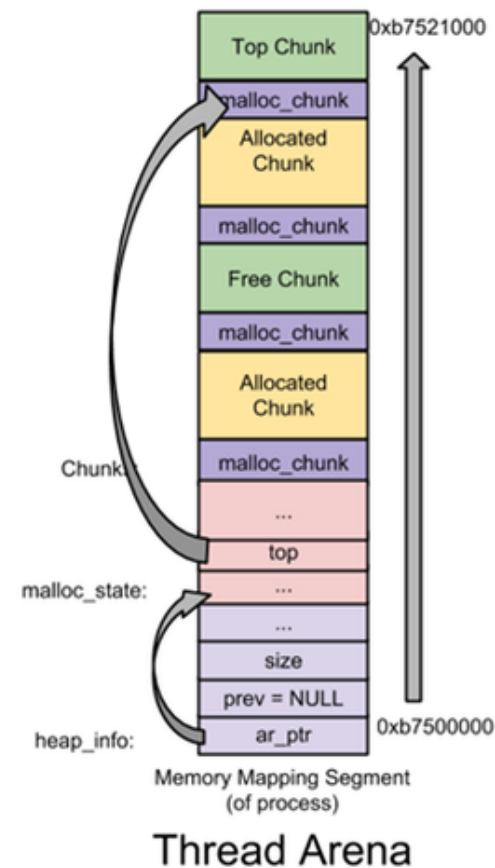 0xb7521000
Top Chunk
malloc_chunk
Allocated
Chunk
malloc_chunk
Free Chunk
malloc_chunk
Allocated
Chunk
Chunk
malloc_chunk
...
top
malloc_state:
...
...
size
prev = NULL
0xb7500000
heap_info:
ar_ptr
Memory Mapping Segment
(of process)
Thread Arena